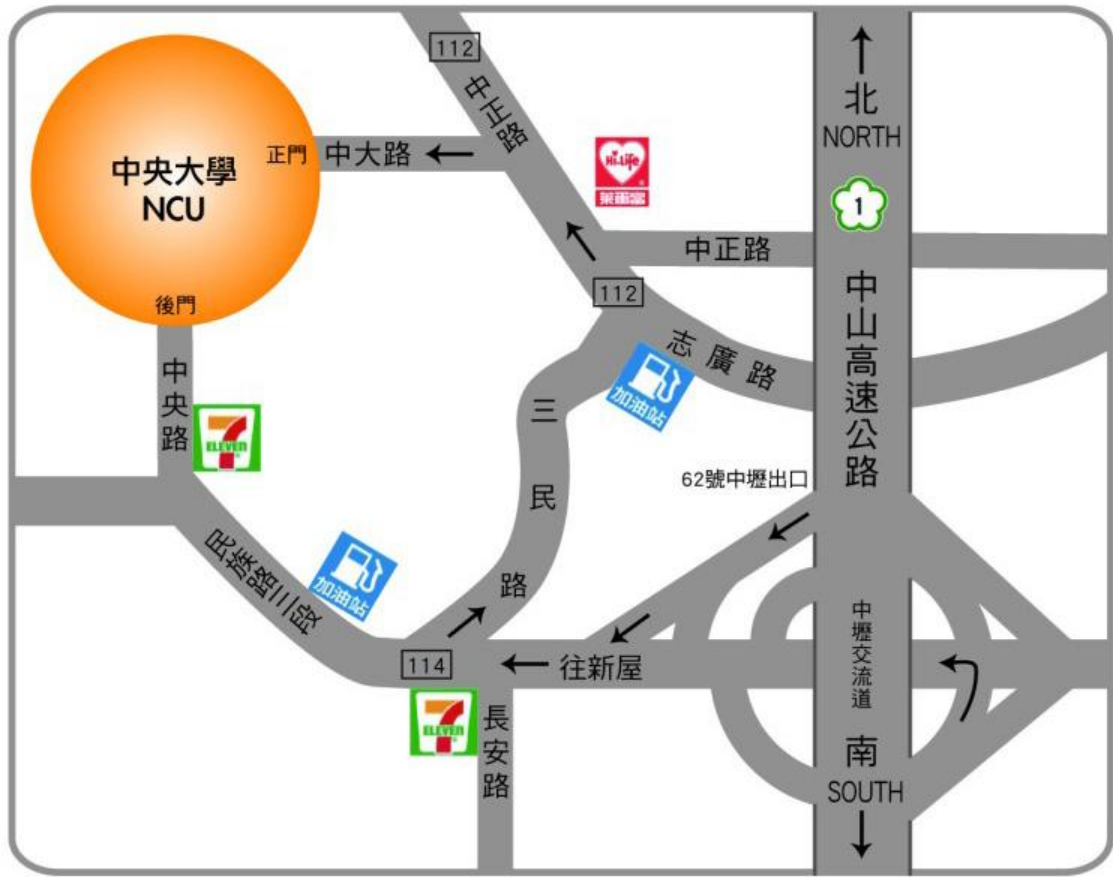 112
中正路
中央大學
NCU
正門
中大路
後門
Hi-Life
萊爾富
北
NORTH
1
中正路
112
中山高速公路
志廣路
加油站
中央路
7
ELEVEN
三民路
62號中壢出口
民族路三段
加油站
114
往新屋
中壢交流道
7
ELEVEN
長安路
南
SOUTH